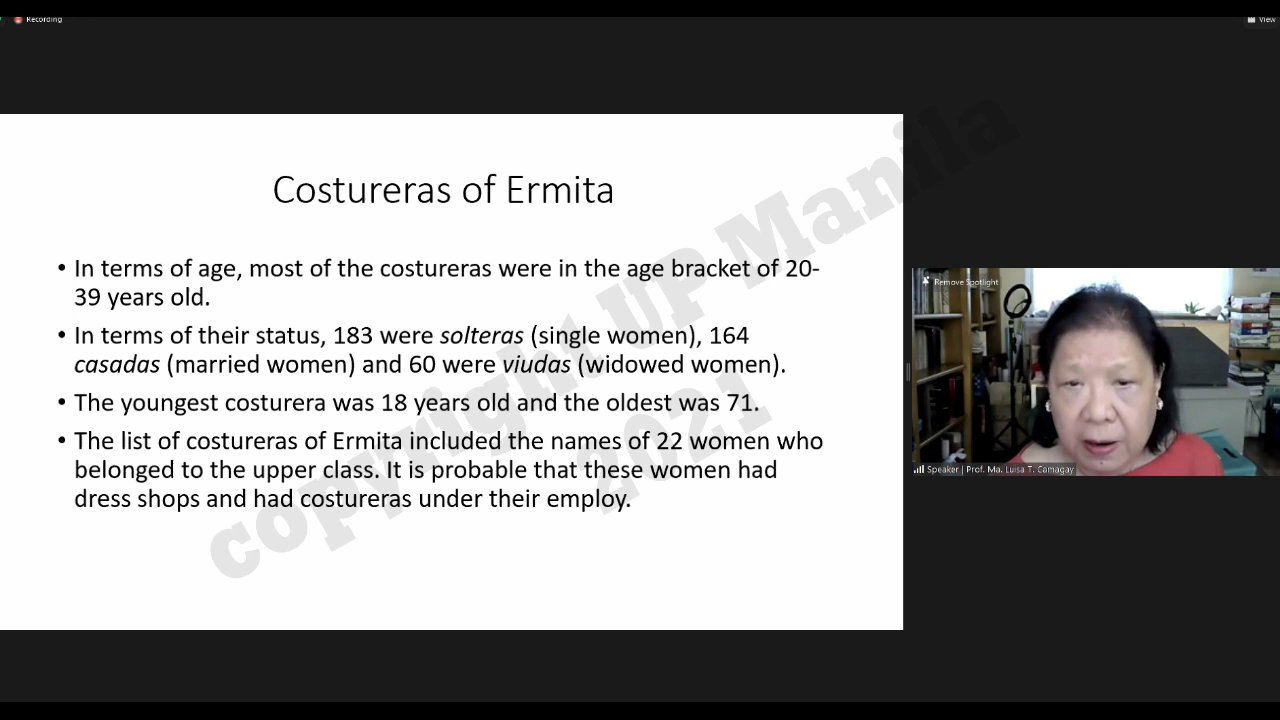 Recording
View
Costureras of Ermita
• In terms of age, most of the costureras were in the age bracket of 20-
39 years old.
• In terms of their status, 183 were solteras (single women), 164
casadas (married women) and 60 were viudas (widowed women).
• The youngest costurera was 18 years old and the oldest was 71.
• The list of costureras of Ermita included the names of 22 women who
belonged to the upper class. It is probable that these women had
dress shops and had costureras under their employ.
copyright UP Manila
2021
Remove Spotlight
Speaker | Prof. Ma. Luisa T. Camagay